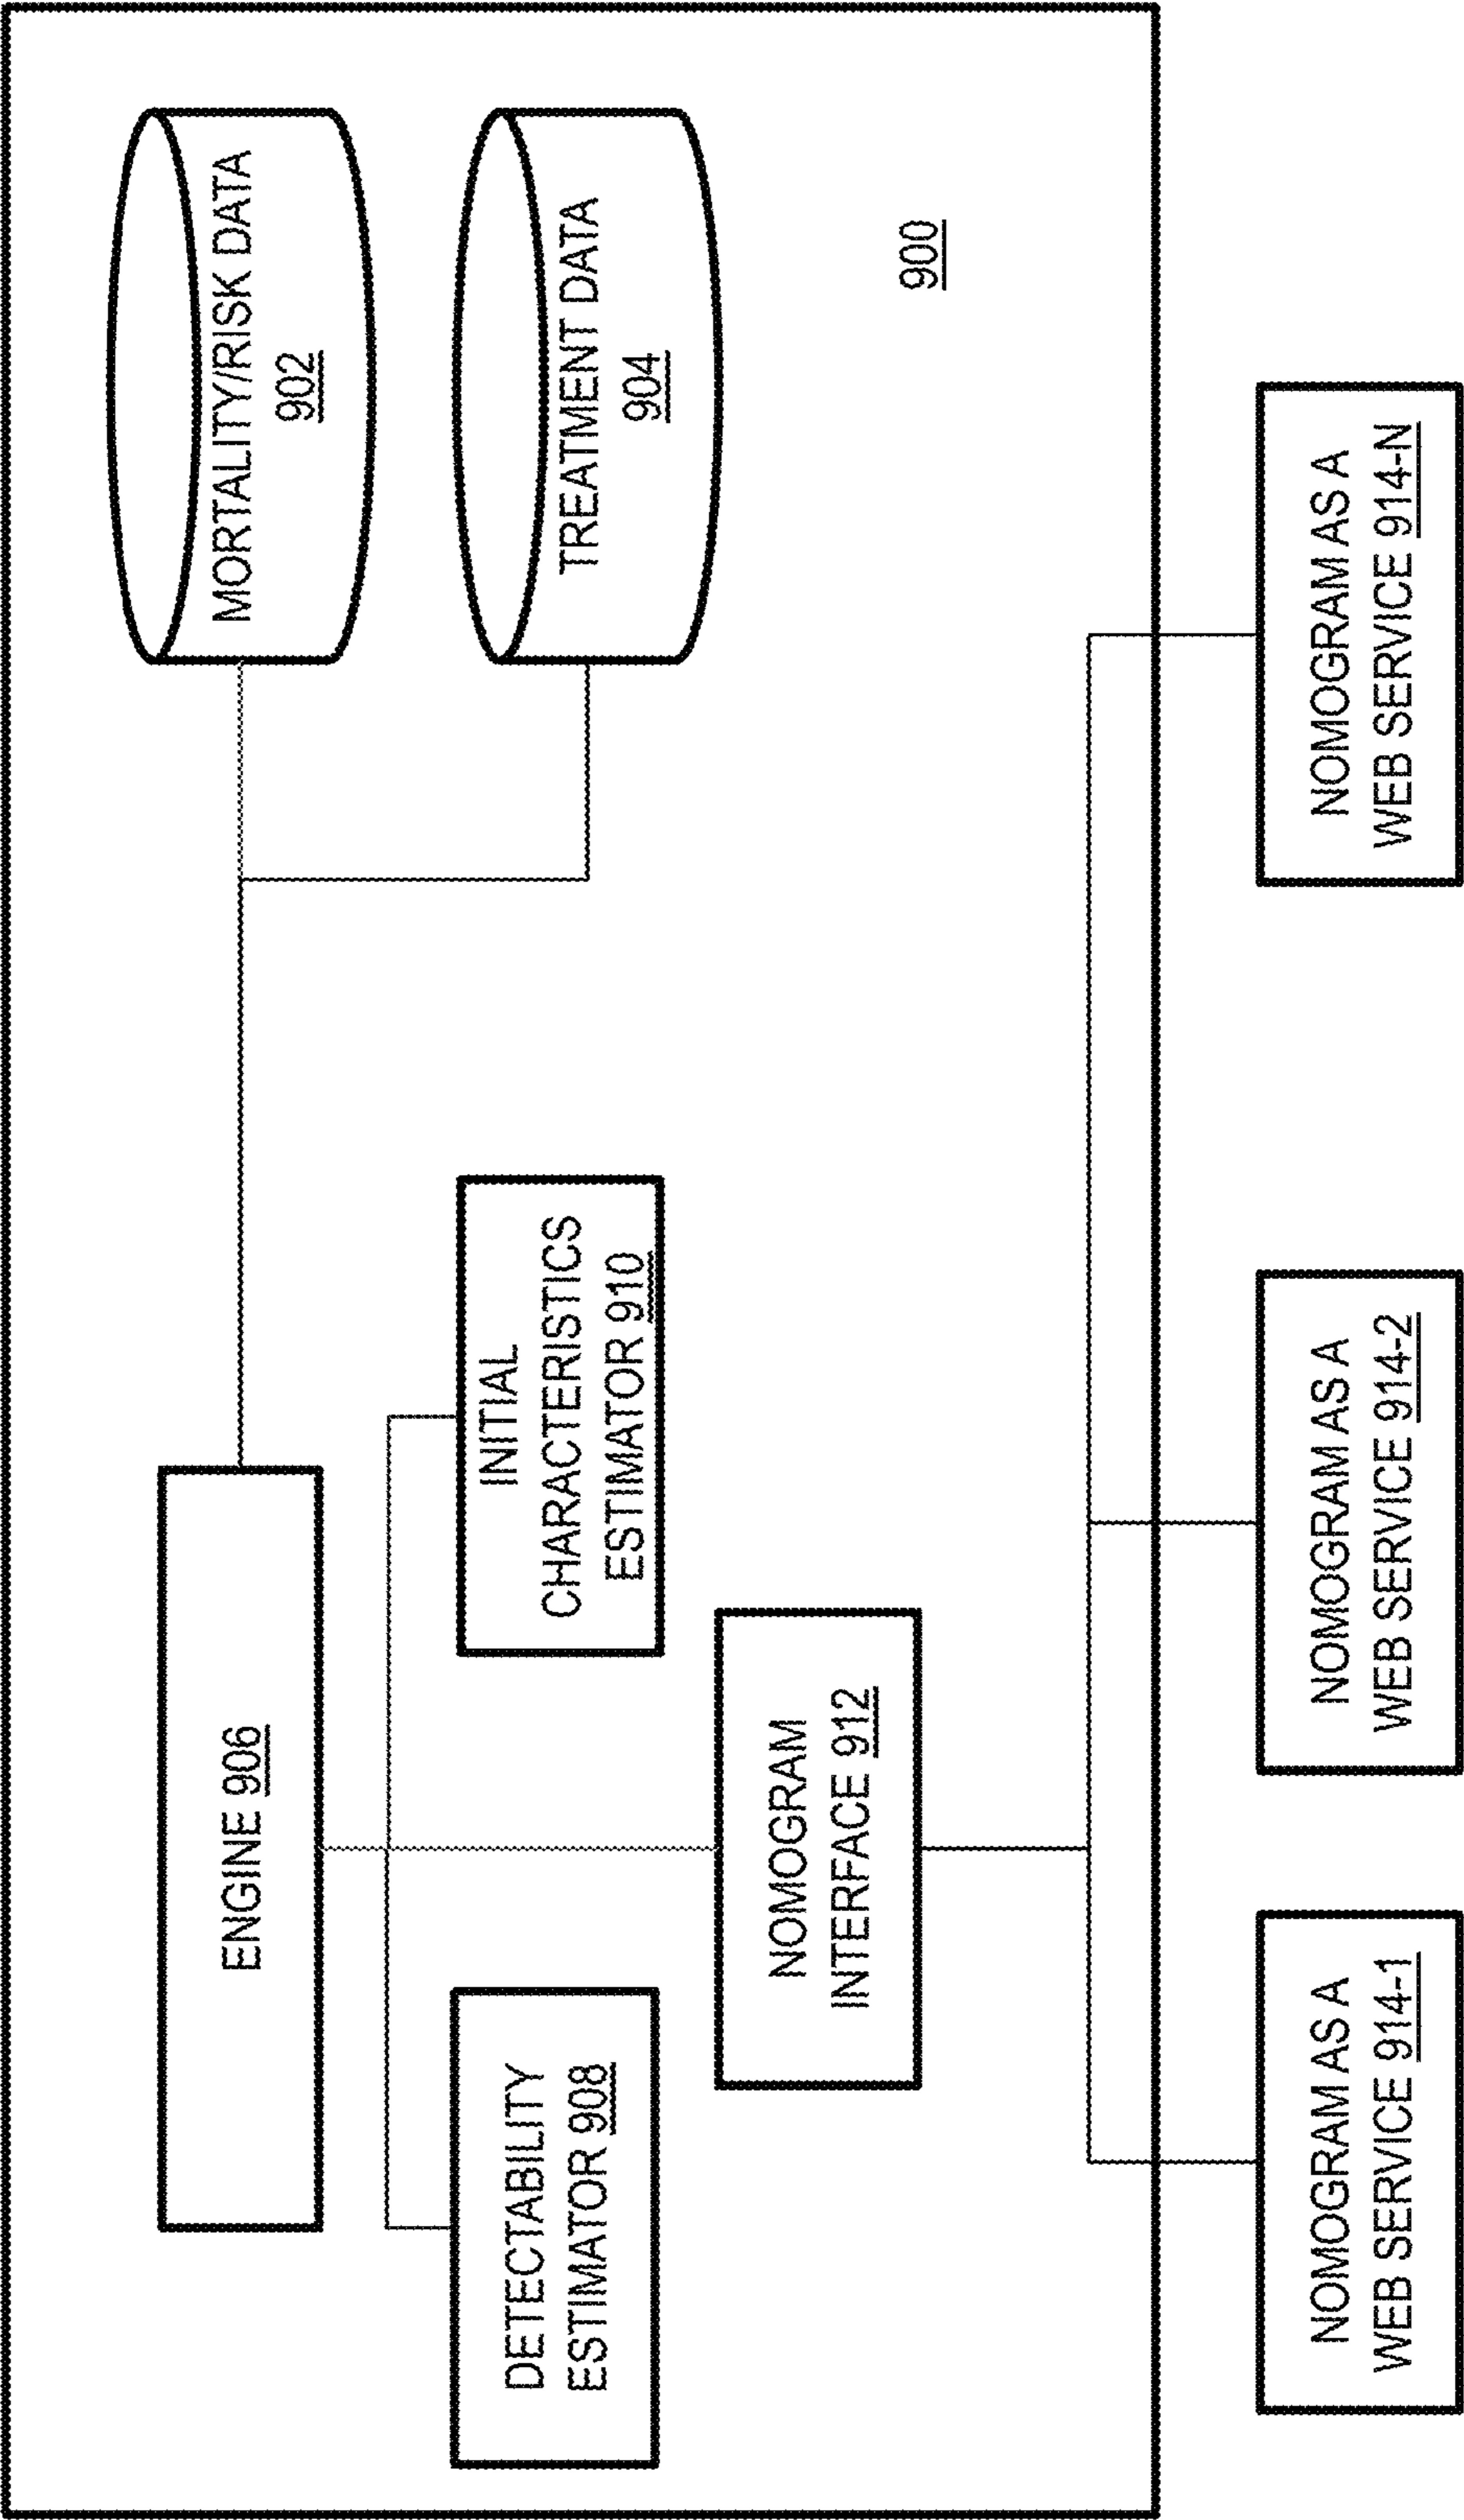 ENGINE 906
MORTALITY/RISK DATA
902
DETECTABILITY
ESTIMATOR 908
INITIAL
CHARACTERISTICS
ESTIMATOR 910
TREATMENT DATA
904
NOMOGRAM
INTERFACE 912
900
NOMOGRAM AS A
WEB SERVICE 914-1
NOMOGRAM AS A
WEB SERVICE 914-2
NOMOGRAM AS A
WEB SERVICE 914-N